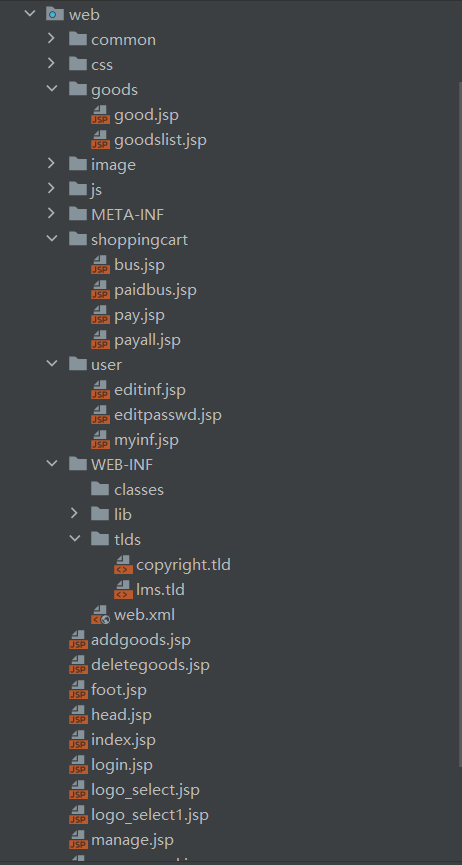 web
common
css
goods
good.jsp
goodslist.jsp
image
js
META-INF
shoppingcart
bus.jsp
paidbus.jsp
pay.jsp
payall.jsp
user
editinf.jsp
editpasswd.jsp
myinf.jsp
WEB-INF
classes
lib
tlds
copyright.tld
lms.tld
web.xml
addgoods.jsp
deletegoods.jsp
foot.jsp
head.jsp
index.jsp
login.jsp
logo_select.jsp
logo_select1.jsp
manage.jsp